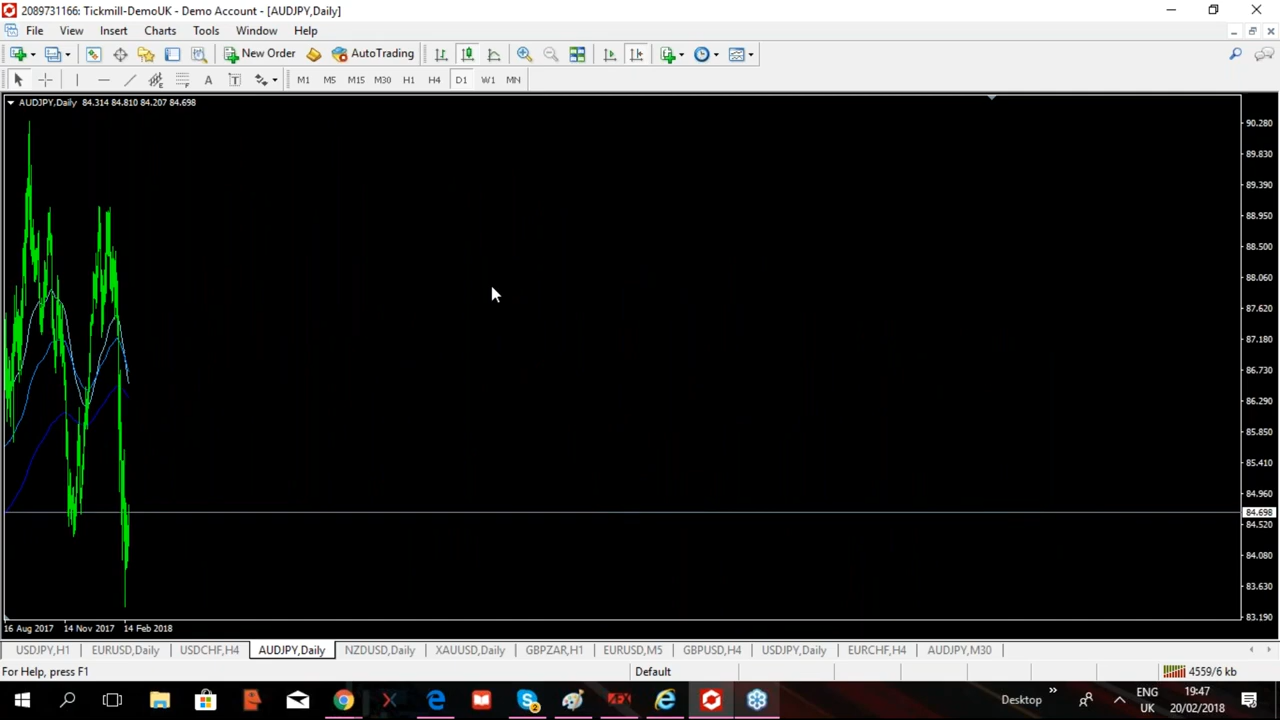 2089731166: Tickmill-DemoUK - Demo Account - [AUDJPY,Daily]
File View Insert Charts Tools Window Help
New Order AutoTrading
A T M1 M5 M15 M30 H1 H4 D1 W1 MN
AUDJPY,Daily 84.314 84.810 84.207 84.698
90.280
89.830
89.390
88.950
88.500
88.060
87.620
87.180
86.730
86.290
85.850
85.410
84.960
84.698
84.520
84.080
83.630
83.190
16 Aug 2017 14 Nov 2017 14 Feb 2018
USDJPY,H1 EURUSD,Daily USDCHF,H4 AUDJPY,Daily NZDUSD,Daily XAUUSD,Daily GBPZAR,H1 EURUSD,M5 GBPUSD,H4 USDJPY,Daily EURCHF,H4 AUDJPY,M30
For Help, press F1 Default 4559/6 kb
Desktop ENG 19:47
UK 20/02/2018